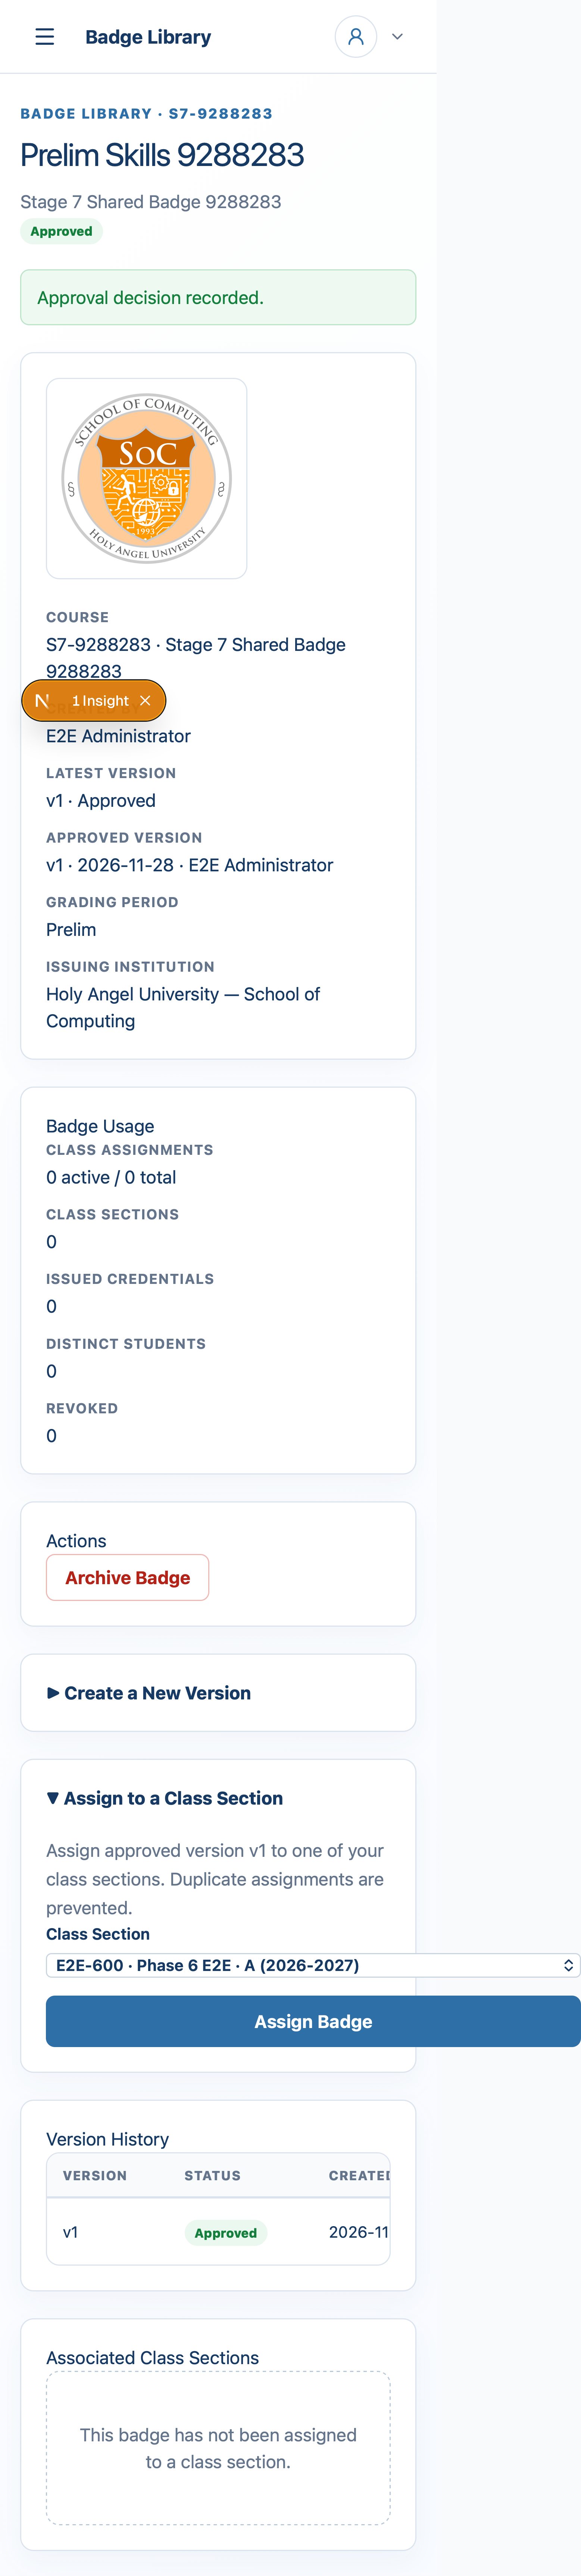 Badge Library
BADGE LIBRARY · S7-9288283
Prelim Skills 9288283
Stage 7 Shared Badge 9288283
Approved
Approval decision recorded.
SCHOOL OF COMPUTING
SoC
1993
HOLY ANGEL UNIVERSITY
COURSE
S7-9288283 · Stage 7 Shared Badge
9288283
N 1 Insight
E2E Administrator
LATEST VERSION
v1 · Approved
APPROVED VERSION
v1 · 2026-11-28 · E2E Administrator
GRADING PERIOD
Prelim
ISSUING INSTITUTION
Holy Angel University — School of
Computing
Badge Usage
CLASS ASSIGNMENTS
0 active / 0 total
CLASS SECTIONS
0
ISSUED CREDENTIALS
0
DISTINCT STUDENTS
0
REVOKED
0
Actions
Archive Badge
Create a New Version
Assign to a Class Section
Assign approved version v1 to one of your
class sections. Duplicate assignments are
prevented.
Class Section
E2E-600 · Phase 6 E2E · A (2026-2027)
Assign Badge
Version History
VERSION STATUS CREATED
v1 Approved 2026-11
Associated Class Sections
This badge has not been assigned
to a class section.